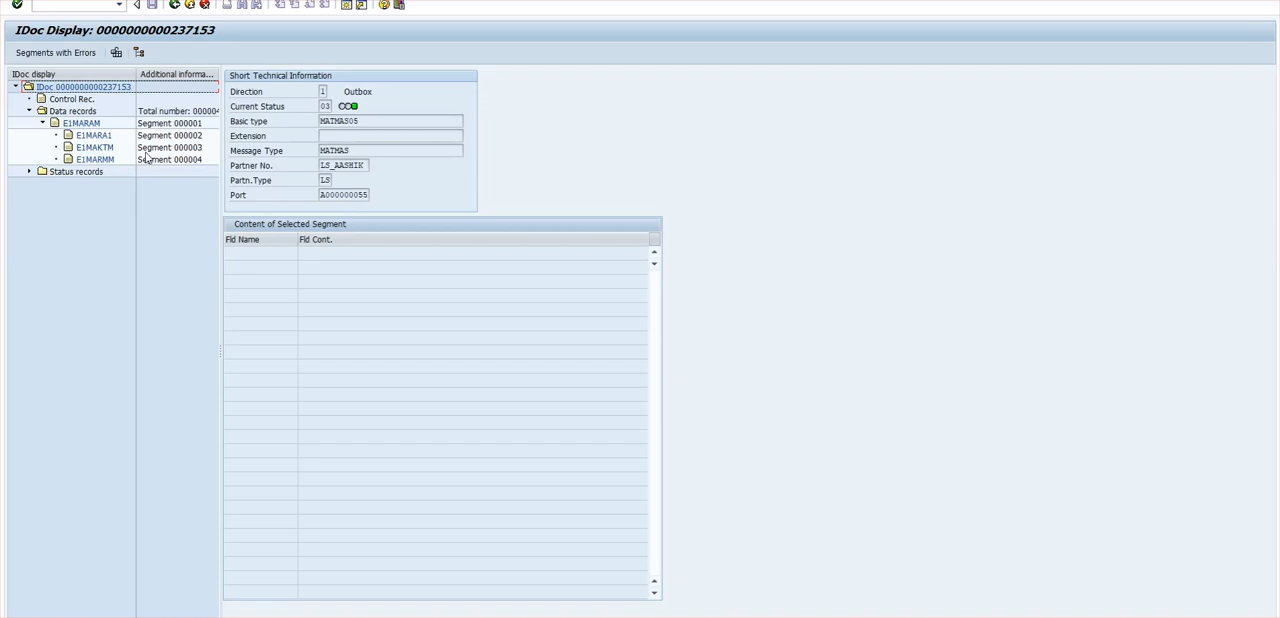 IDoc Display: 0000000000237153
Segments with Errors
IDoc display Additional informa...
IDoc 0000000000237153
Control Rec.
Data records Total number: 000004
E1MARAM Segment 000001
E1MARA1 Segment 000002
E1MAKTM Segment 000003
E1MARMM Segment 000004
Status records
Short Technical Information
Direction 1 Outbox
Current Status 03
Basic type MATMAS05
Extension
Message Type MATMAS
Partner No. LS_AASHIK
Partn.Type LS
Port A000000055
Content of Selected Segment
Fld Name Fld Cont.